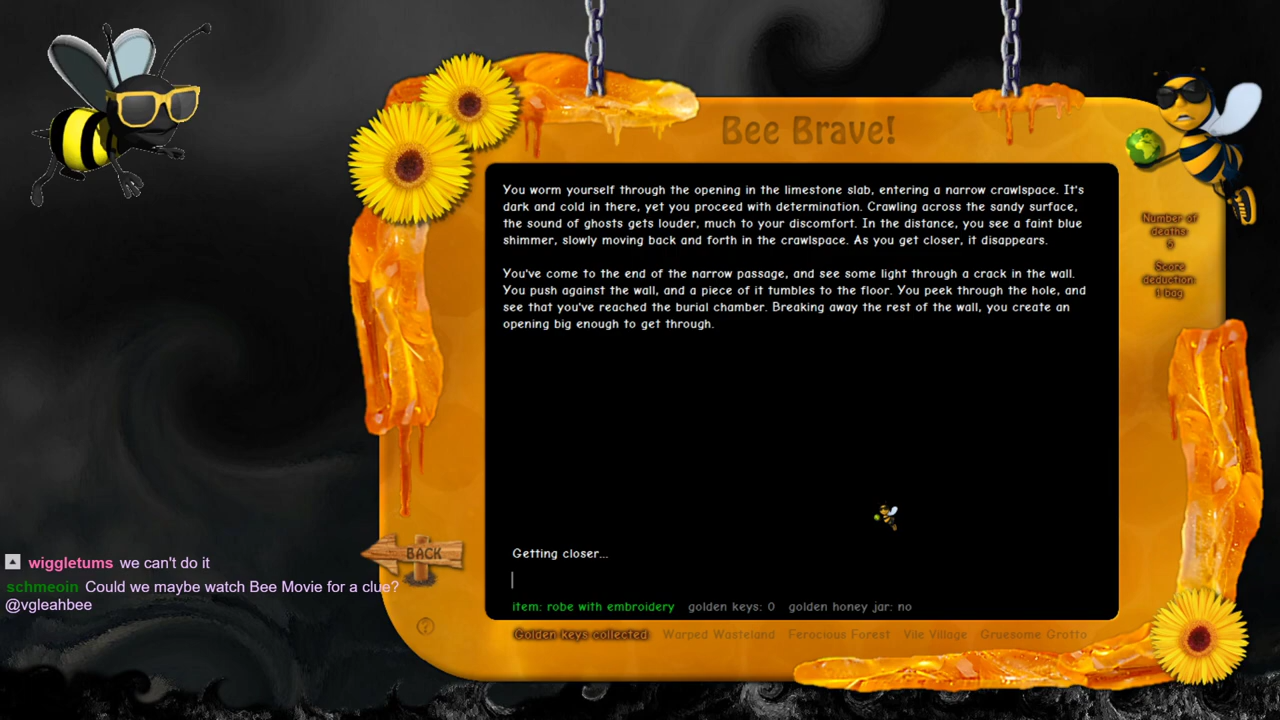 Bee Brave!
You worm yourself through the opening in the limestone slab, entering a narrow crawlspace. It's
dark and cold in there, yet you proceed with determination. Crawling across the sandy surface,
the sound of ghosts gets louder, much to your discomfort. In the distance, you see a faint blue
shimmer, slowly moving back and forth in the crawlspace. As you get closer, it disappears.
You've come to the end of the narrow passage, and see some light through a crack in the wall.
You push against the wall, and a piece of it tumbles to the floor. You peek through the hole, and
see that you've reached the burial chamber. Breaking away the rest of the wall, you create an
opening big enough to get through.
Number of
deaths:
5
Score
deduction:
1 bag
Getting closer...
BACK
item: robe with embroidery golden keys: 0 golden honey jar: no
Golden keys collected Warped Wasteland Ferocious Forest Vile Village Gruesome Grotto
?
wiggletums we can't do it
schmeoin Could we maybe watch Bee Movie for a clue?
@vgleahbee